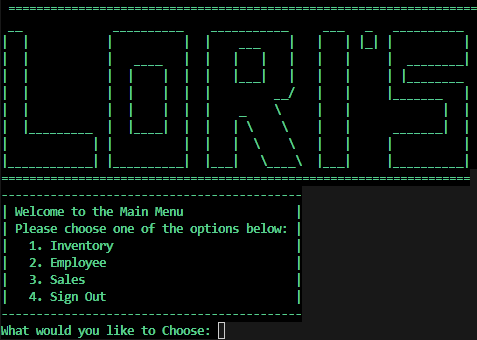 LORI'S
Welcome to the Main Menu
Please choose one of the options below:
1. Inventory
2. Employee
3. Sales
4. Sign Out
What would you like to Choose: